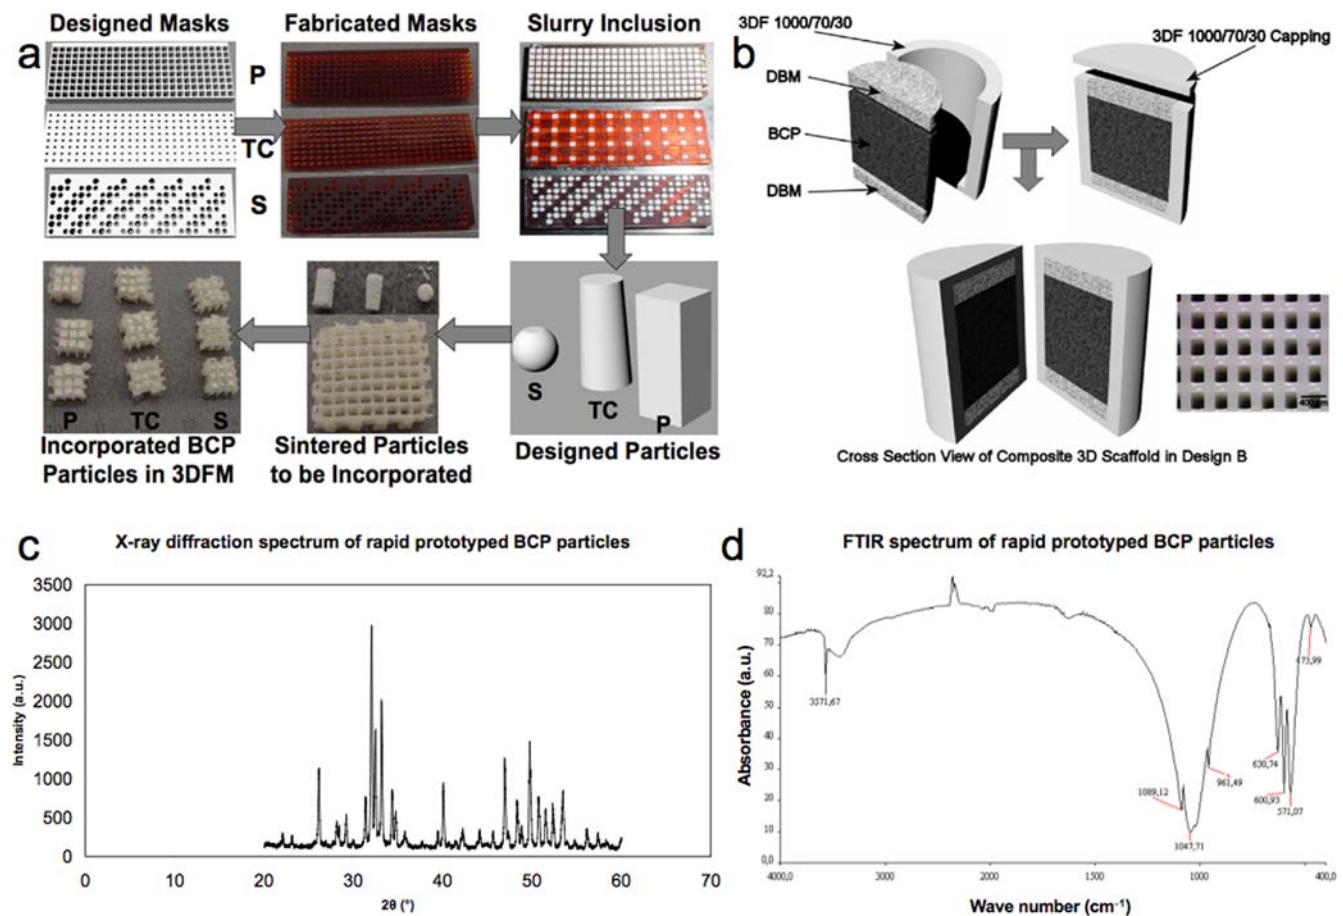 a
Designed Masks
Fabricated Masks
Slurry Inclusion
P
TC
S
P
TC
S
S
TC
P
Incorporated BCP
Particles in 3DFM
Sintered Particles
to be Incorporated
Designed Particles
b
3DF 1000/70/30
DBM
BCP
DBM
3DF 1000/70/30 Capping
Cross Section View of Composite 3D Scaffold in Design B
c
X-ray diffraction spectrum of rapid prototyped BCP particles
Intensity (a.u.)
3500
3000
2500
2000
1500
1000
500
0
0 10 20 30 40 50 60 70
2θ (°)
d
FTIR spectrum of rapid prototyped BCP particles
Absorbance (a.u.)
92,2
80
70
60
50
40
30
20
10
0,0
3571,67
1089,12
1047,71
961,49
630,74
600,93
571,07
473,99
4000,0 3000 2000 1500 1000 400,0
Wave number (cm⁻¹)